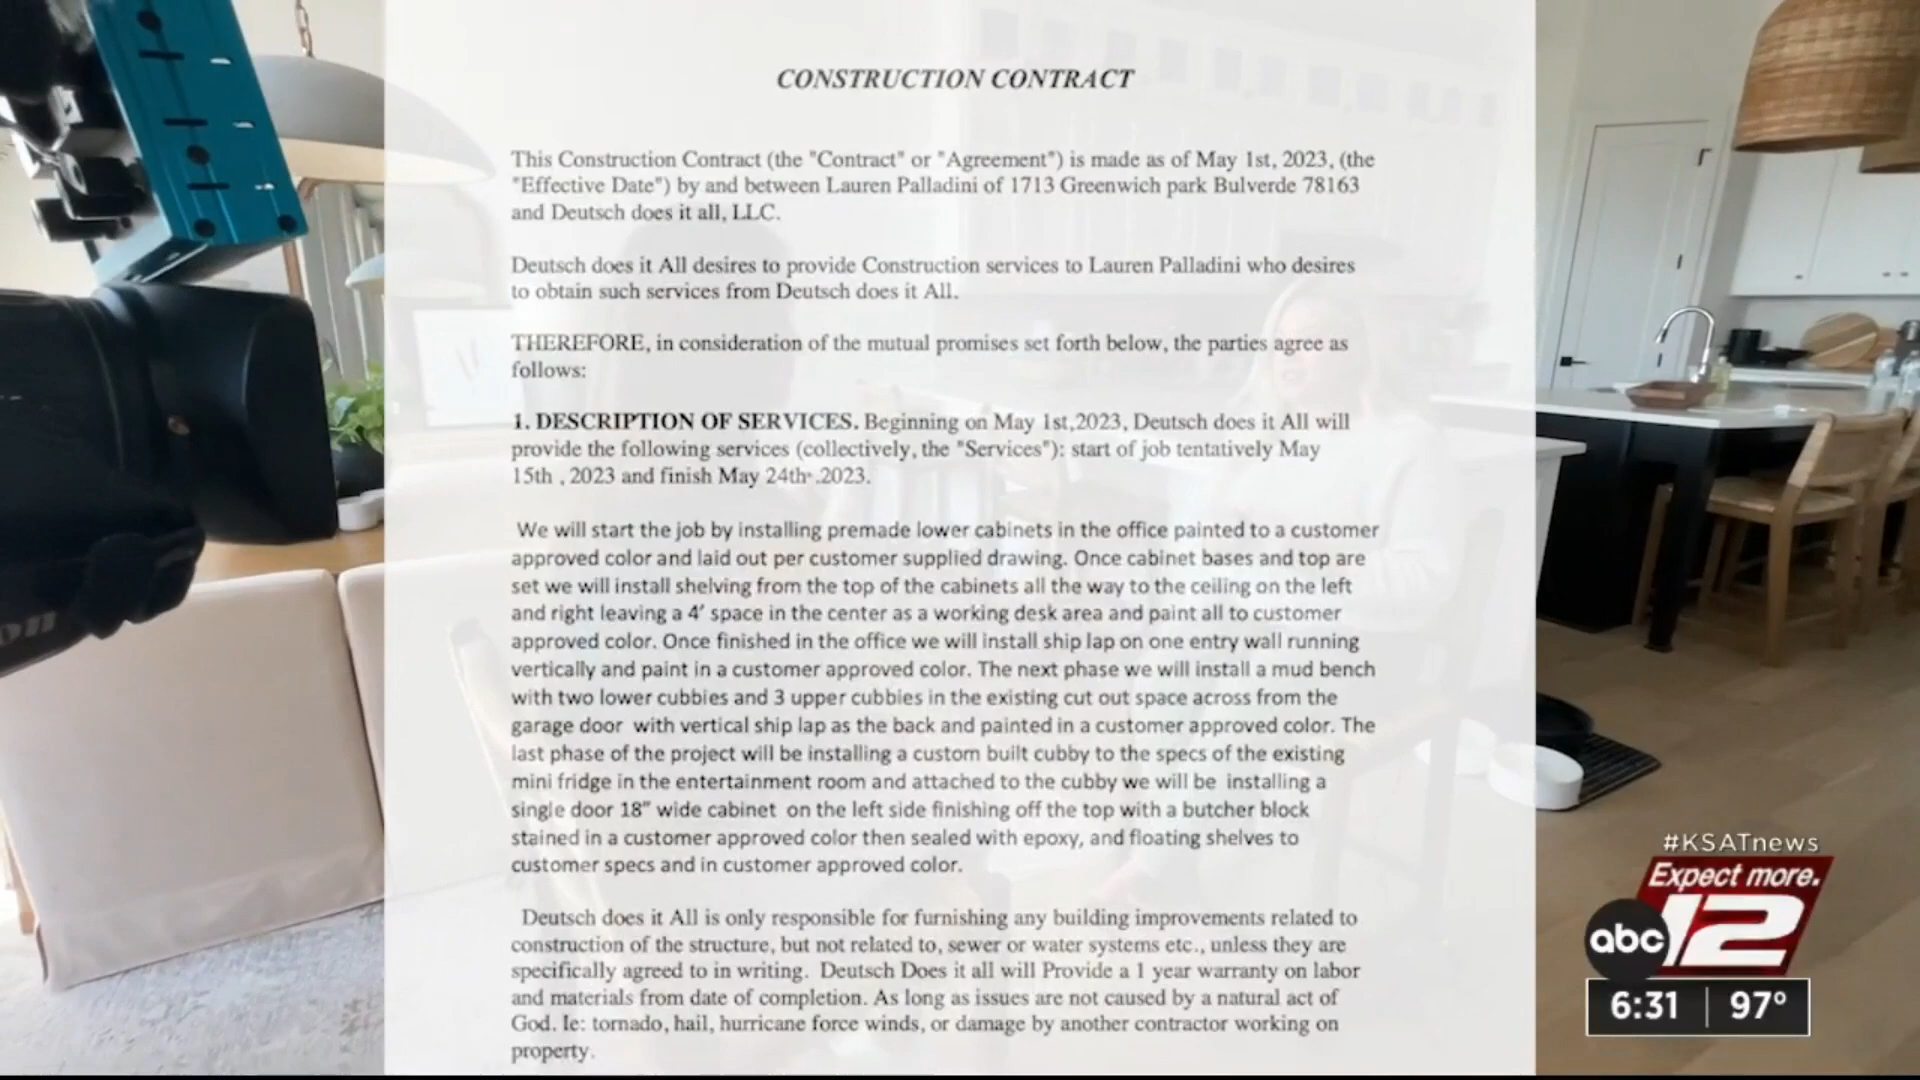 CONSTRUCTION CONTRACT
This Construction Contract (the "Contract" or "Agreement") is made as of May 1st, 2023, (the
"Effective Date") by and between Lauren Palladini of 1713 Greenwich park Bulverde 78163
and Deutsch does it all, LLC.
Deutsch does it All desires to provide Construction services to Lauren Palladini who desires
to obtain such services from Deutsch does it All.
THEREFORE, in consideration of the mutual promises set forth below, the parties agree as
follows:
1. DESCRIPTION OF SERVICES. Beginning on May 1st,2023, Deutsch does it All will
provide the following services (collectively, the "Services"): start of job tentatively May
15th , 2023 and finish May 24th .2023.
We will start the job by installing premade lower cabinets in the office painted to a customer
approved color and laid out per customer supplied drawing. Once cabinet bases and top are
set we will install shelving from the top of the cabinets all the way to the ceiling on the left
and right leaving a 4' space in the center as a working desk area and paint all to customer
approved color. Once finished in the office we will install ship lap on one entry wall running
vertically and paint in a customer approved color. The next phase we will install a mud bench
with two lower cubbies and 3 upper cubbies in the existing cut out space across from the
garage door with vertical ship lap as the back and painted in a customer approved color. The
last phase of the project will be installing a custom built cubby to the specs of the existing
mini fridge in the entertainment room and attached to the cubby we will be installing a
single door 18" wide cabinet on the left side finishing off the top with a butcher block
stained in a customer approved color then sealed with epoxy, and floating shelves to
customer specs and in customer approved color.
Deutsch does it All is only responsible for furnishing any building improvements related to
construction of the structure, but not related to, sewer or water systems etc., unless they are
specifically agreed to in writing. Deutsch Does it all will Provide a 1 year warranty on labor
and materials from date of completion. As long as issues are not caused by a natural act of
God. Ie: tornado, hail, hurricane force winds, or damage by another contractor working on
property.
#KSATnews
Expect more.
abc 12
6:31 97°